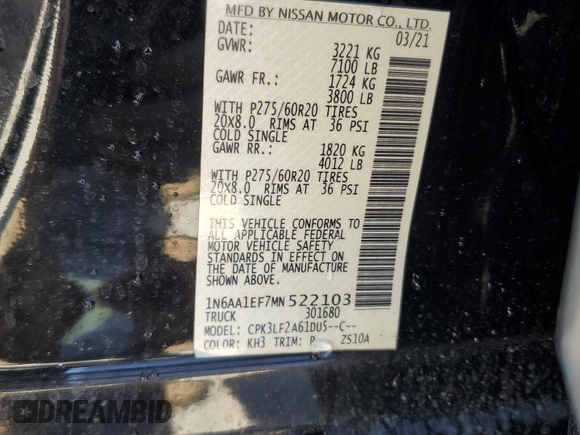 MFD BY NISSAN MOTOR CO., LTD.
DATE: 03/21
GVWR: 3221 KG
7100 LB
GAWR FR.: 1724 KG
3800 LB
WITH P275/60R20 TIRES
20X8.0 RIMS AT 36 PSI
COLD SINGLE
GAWR RR.: 1820 KG
4012 LB
WITH P275/60R20 TIRES
20X8.0 RIMS AT 36 PSI
COLD SINGLE
THIS VEHICLE CONFORMS TO
ALL APPLICABLE FEDERAL
MOTOR VEHICLE SAFETY
STANDARDS IN EFFECT ON
THE DATE OF MANUFACTURE
SHOWN ABOVE.
1N6AA1EF7MN522103
TRUCK 301680
MODEL: CPK3LF2A61DU5--C--
COLOR: KH3 TRIM: P ZS10A
DREAMBID